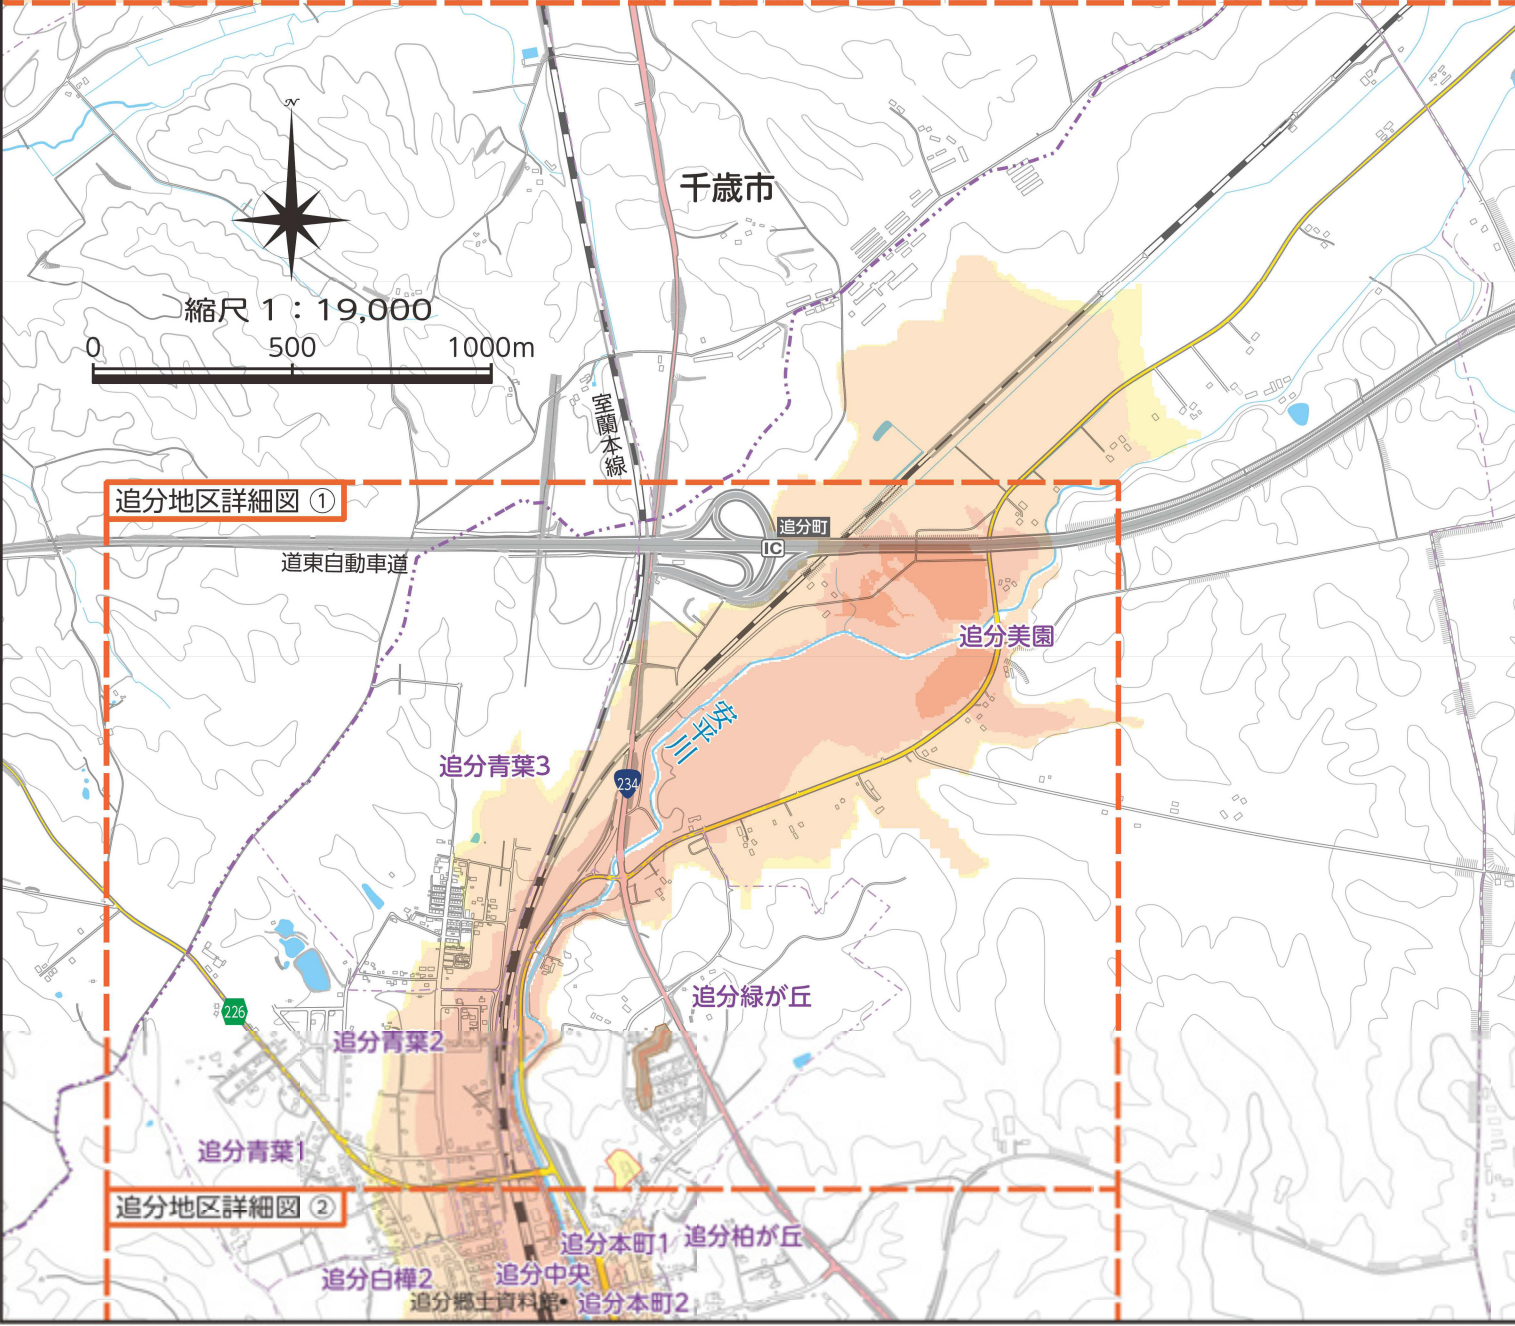 N
千歳市
縮尺 1：19,000
0 500 1000m
室蘭本線
追分地区詳細図 ①
追分町
IC
道東自動車道
追分美園
安平川
追分青葉3
234
追分緑が丘
226
追分青葉2
追分青葉1
追分地区詳細図 ②
追分本町1
追分柏が丘
追分白樺2
追分中央
追分郷土資料館
追分本町2